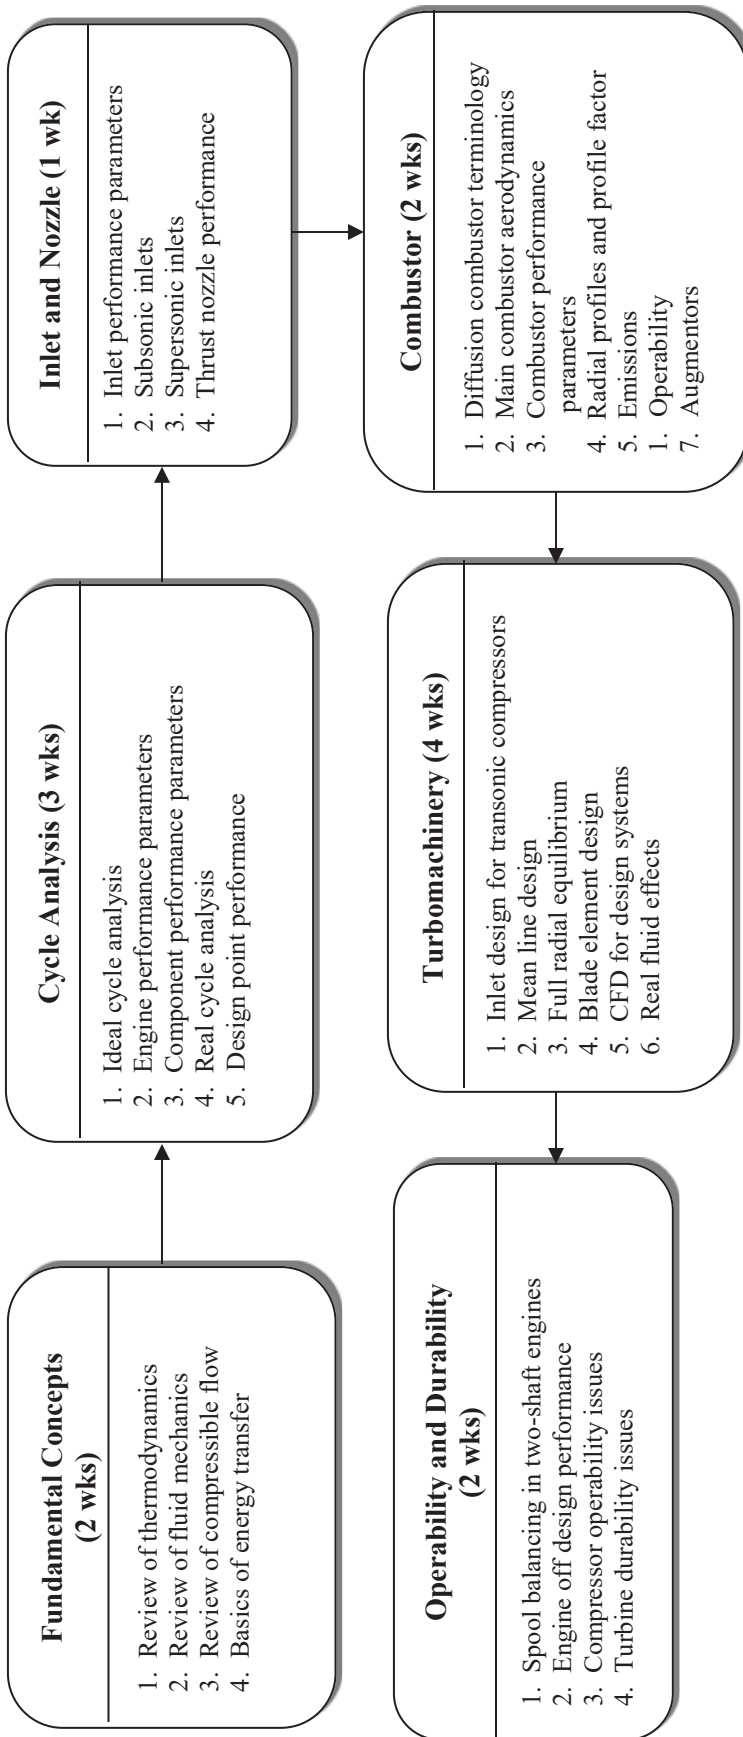 Fundamental Concepts
(2 wks)
1. Review of thermodynamics
2. Review of fluid mechanics
3. Review of compressible flow
4. Basics of energy transfer
Cycle Analysis (3 wks)
1. Ideal cycle analysis
2. Engine performance parameters
3. Component performance parameters
4. Real cycle analysis
5. Design point performance
Inlet and Nozzle (1 wk)
1. Inlet performance parameters
2. Subsonic inlets
3. Supersonic inlets
4. Thrust nozzle performance
Combustor (2 wks)
1. Diffusion combustor terminology
2. Main combustor aerodynamics
3. Combustor performance
parameters
4. Radial profiles and profile factor
5. Emissions
1. Operability
7. Augmentors
Turbomachinery (4 wks)
1. Inlet design for transonic compressors
2. Mean line design
3. Full radial equilibrium
4. Blade element design
5. CFD for design systems
6. Real fluid effects
Operability and Durability
(2 wks)
1. Spool balancing in two-shaft engines
2. Engine off design performance
3. Compressor operability issues
4. Turbine durability issues